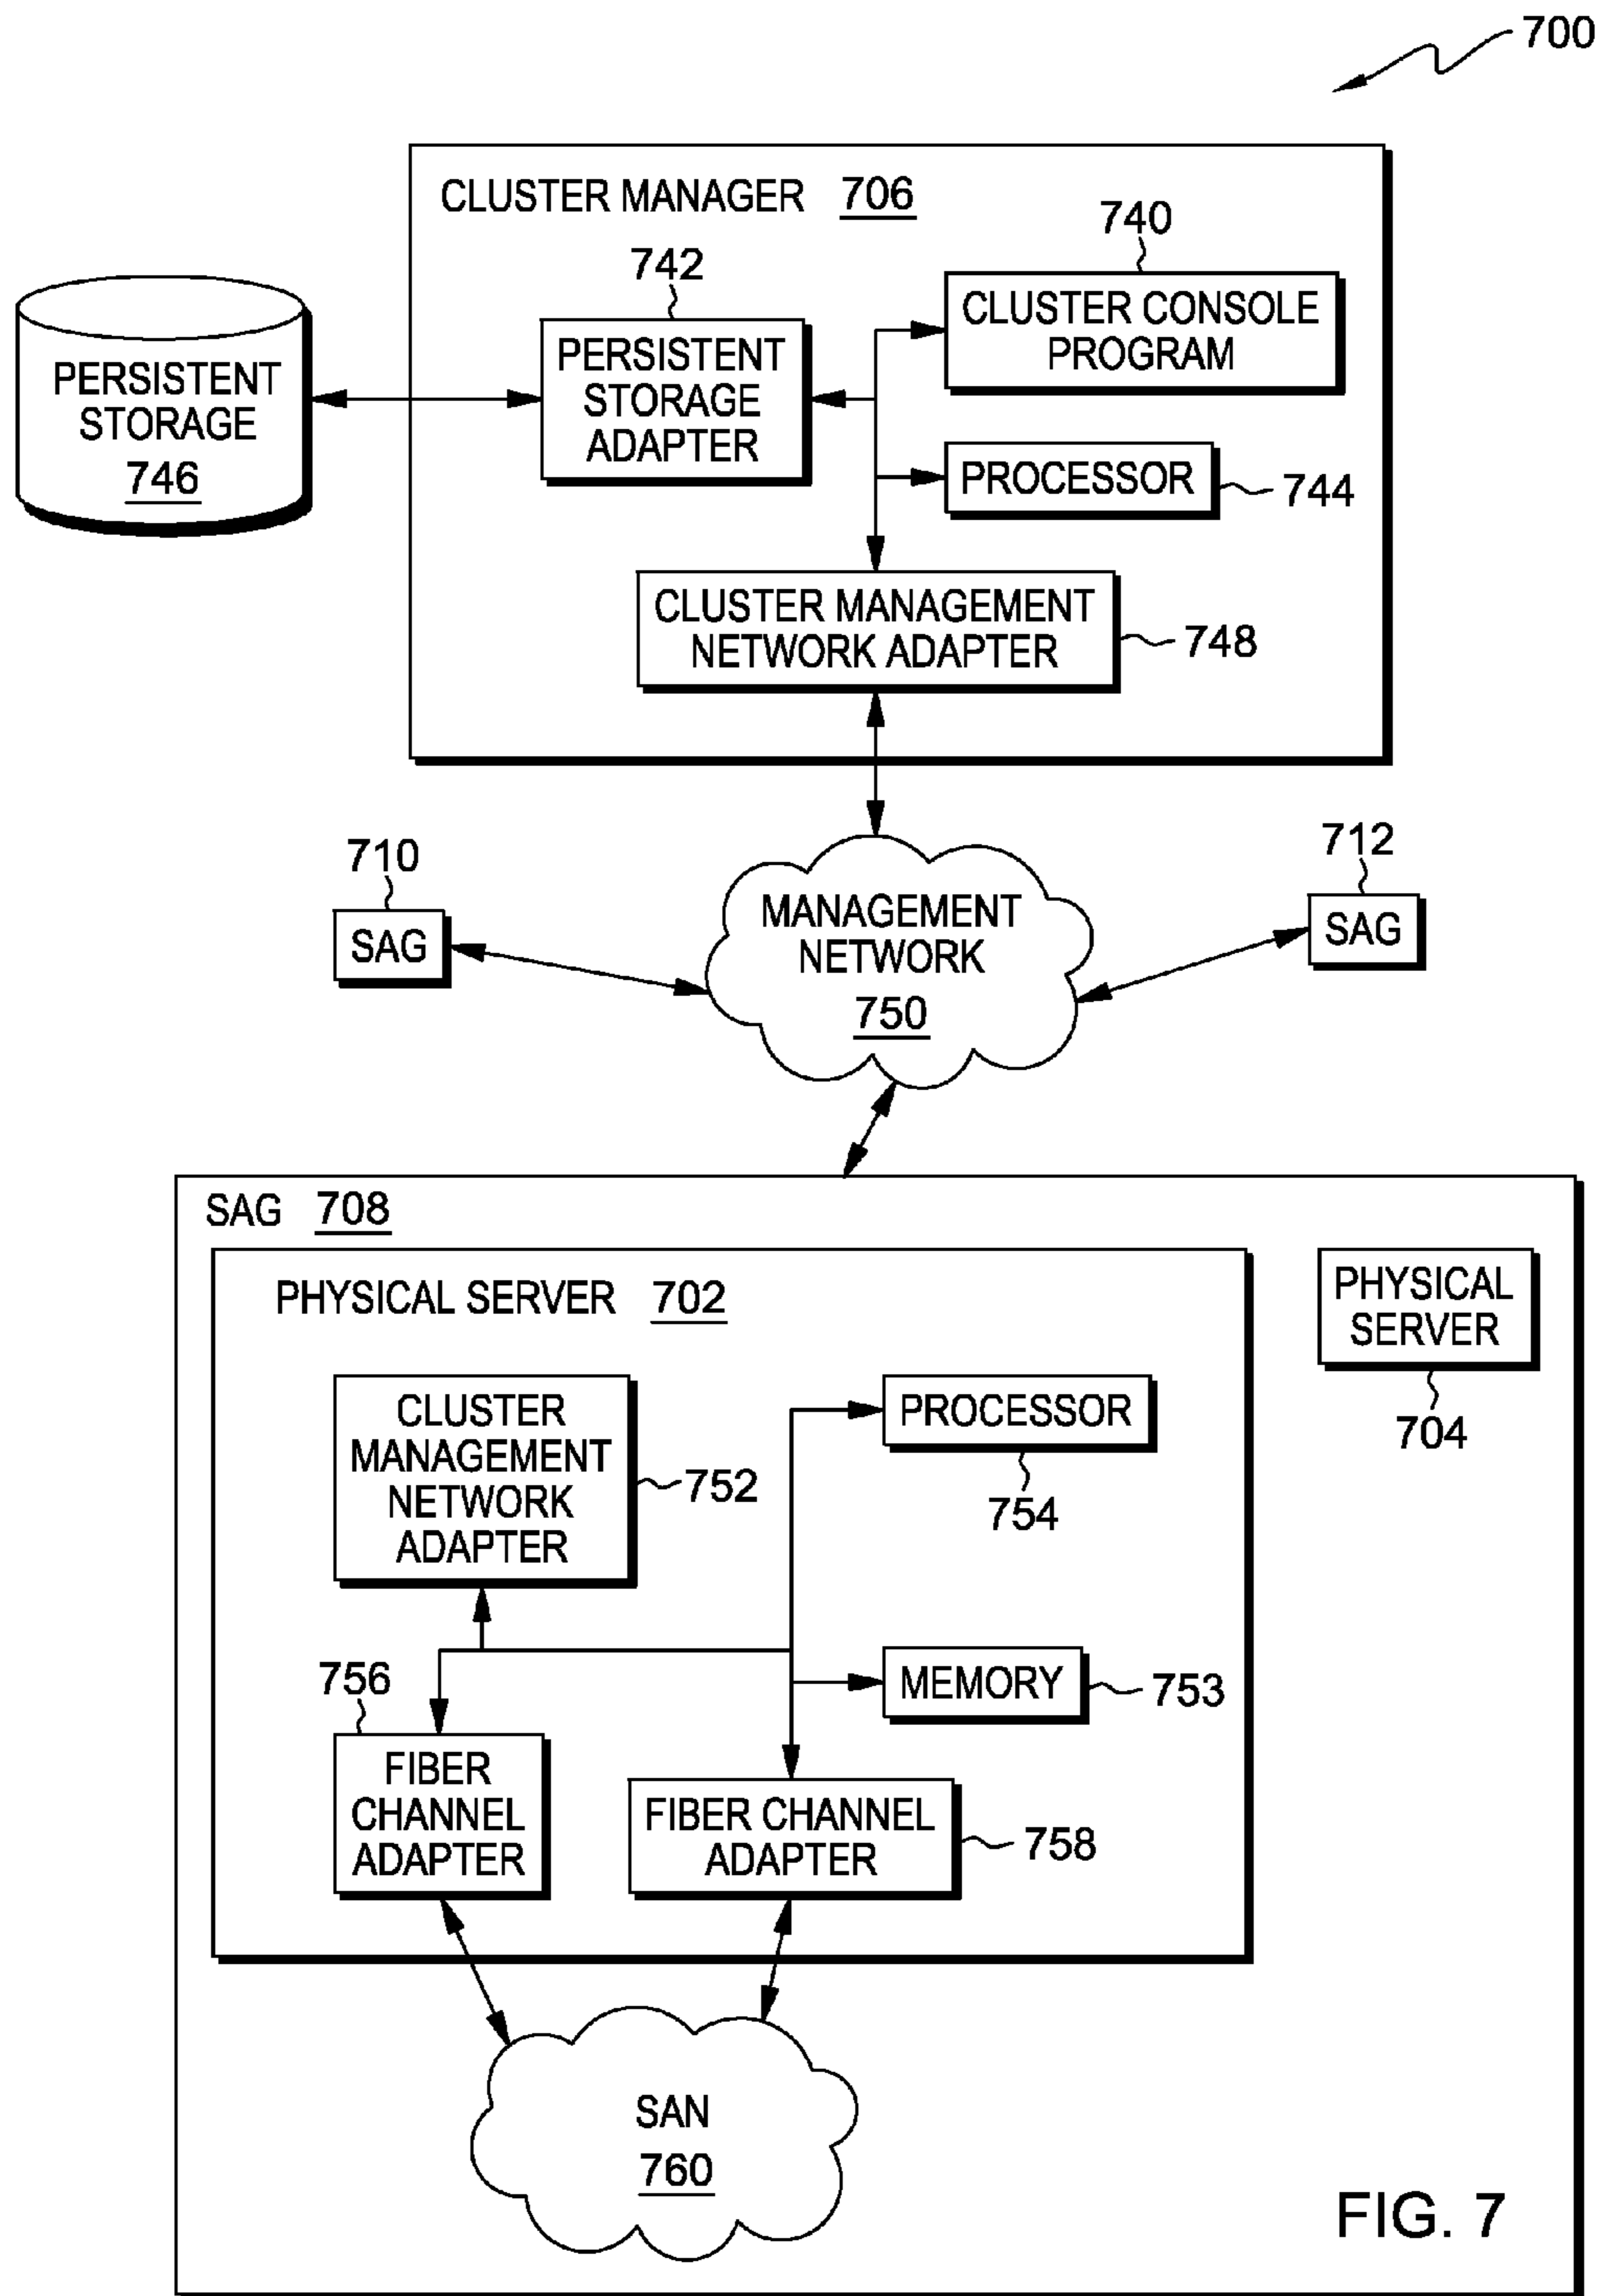 700
CLUSTER MANAGER 706
740
742
CLUSTER CONSOLE
PROGRAM
PERSISTENT
STORAGE
ADAPTER
PERSISTENT
STORAGE
746
PROCESSOR
744
CLUSTER MANAGEMENT
NETWORK ADAPTER
748
710
SAG
MANAGEMENT
NETWORK
750
712
SAG
SAG 708
PHYSICAL SERVER 702
PHYSICAL
SERVER
704
CLUSTER
MANAGEMENT
NETWORK
ADAPTER
752
PROCESSOR
754
MEMORY
753
756
FIBER
CHANNEL
ADAPTER
FIBER CHANNEL
ADAPTER
758
SAN
760
FIG. 7